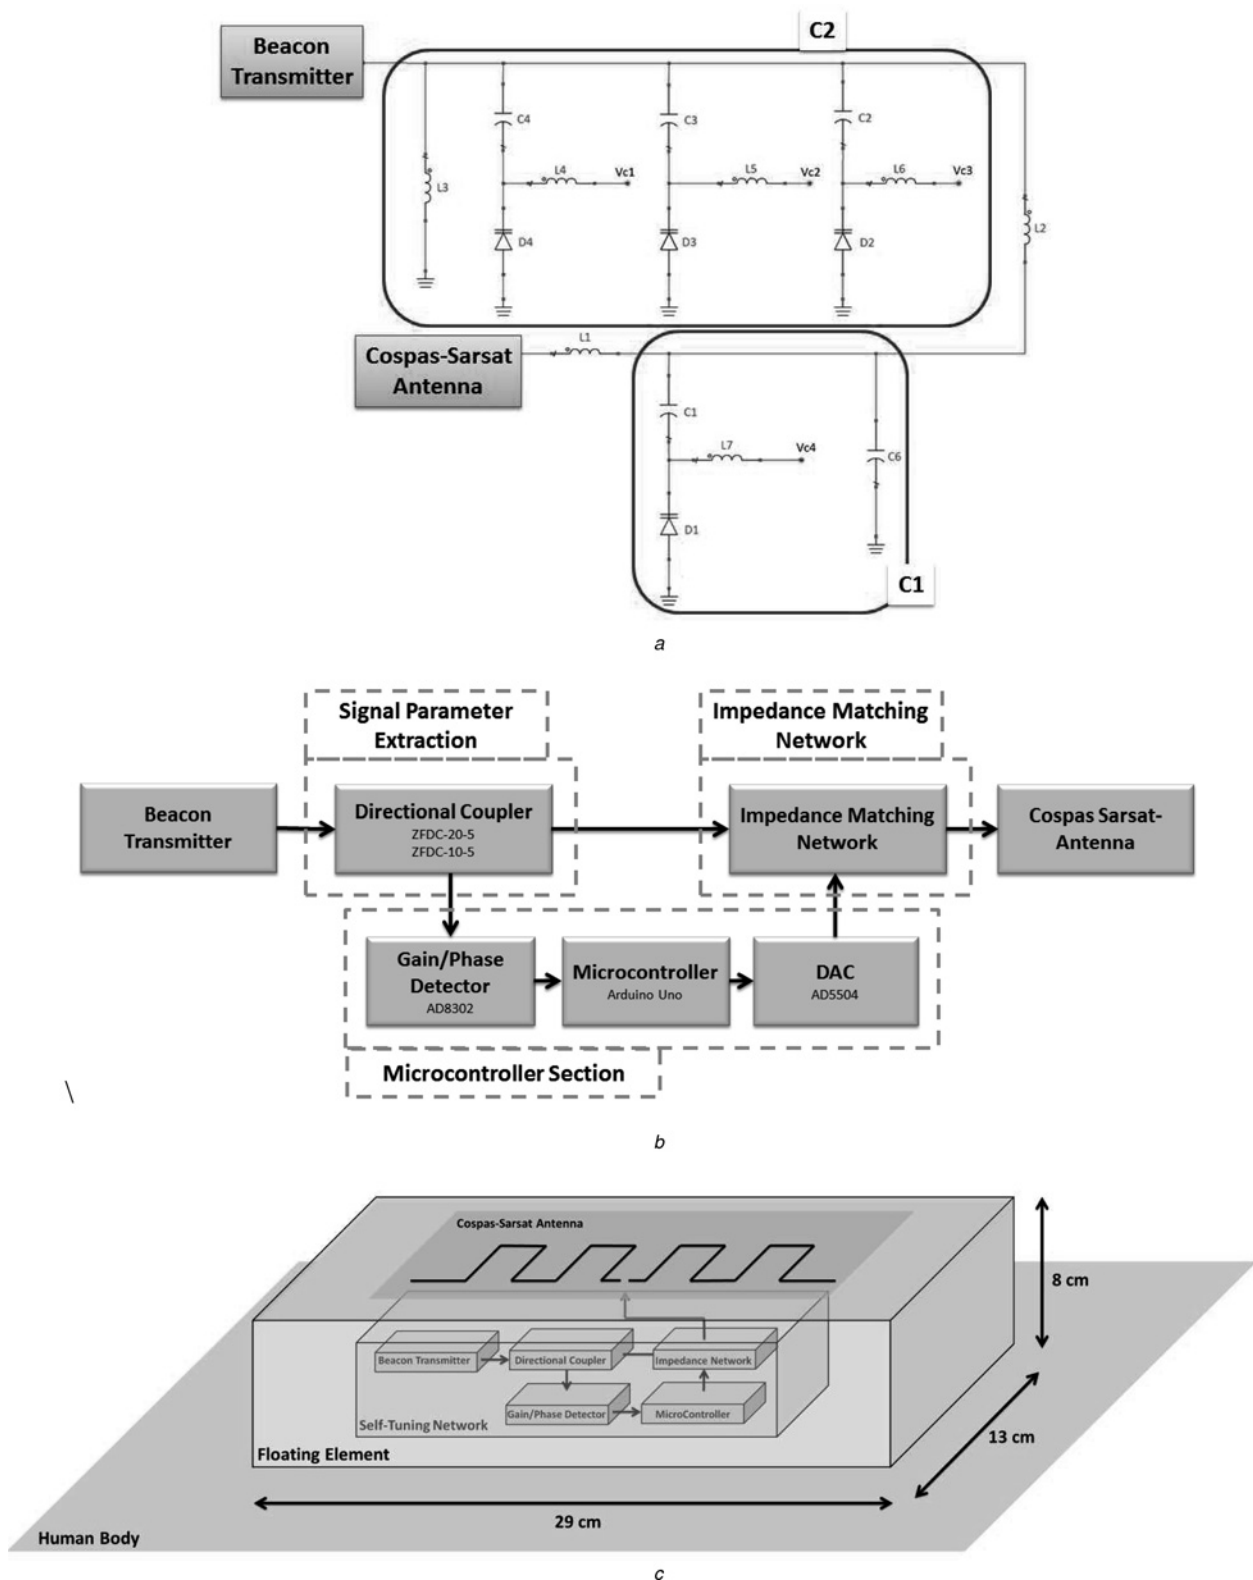 C2
Beacon
Transmitter
C4
C3
C2
L4
Vc1
L5
Vc2
L6
Vc3
L3
D4
D3
D2
L2
Cospas-Sarsat
Antenna
L1
C1
L7
Vc4
C6
D1
C1
a
Signal Parameter
Extraction
Impedance Matching
Network
Beacon
Transmitter
Directional Coupler
ZFDC-20-5
ZFDC-10-5
Impedance Matching
Network
Cospas Sarsat-
Antenna
Gain/Phase
Detector
AD8302
Microcontroller
Arduino Uno
DAC
AD5504
Microcontroller Section
\
b
Cospas-Sarsat Antenna
8 cm
Beacon Transmitter
Directional Coupler
Impedance Network
Gain/Phase Detector
MicroController
Self-Tuning Network
Floating Element
13 cm
29 cm
Human Body
c